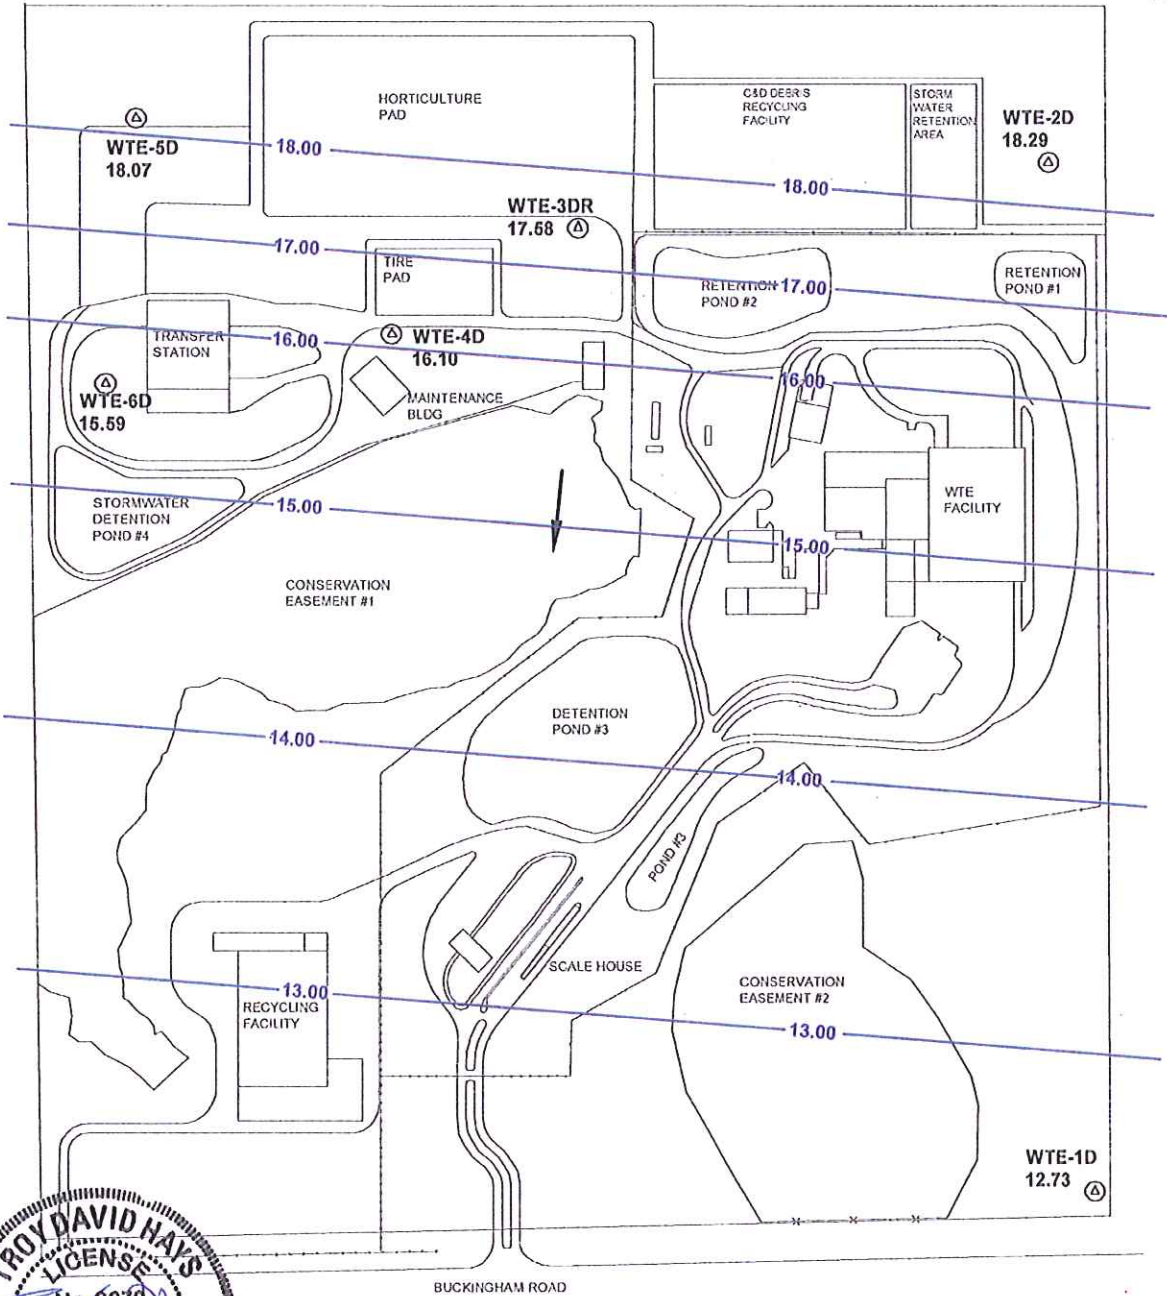 HORTICULTURE
PAD
C&D DEBRIS
RECYCLING
FACILITY
STORM
WATER
RETENTION
AREA
WTE-2D
18.29
WTE-5D
18.07
18.00
18.00
WTE-3DR
17.58
17.00
TIRE
PAD
RETENTION
POND #2
17.00
RETENTION
POND #1
TRANSFER
STATION
16.00
WTE-4D
16.10
16.00
WTE-6D
15.59
MAINTENANCE
BLDG
STORMWATER
DETENTION
POND #4
15.00
WTE
FACILITY
15.00
CONSERVATION
EASEMENT #1
DETENTION
POND #3
14.00
14.00
POND #3
SCALE HOUSE
CONSERVATION
EASEMENT #2
13.00
RECYCLING
FACILITY
13.00
WTE-1D
12.73
TROY DAVID HAYS
LICENSE
BUCKINGHAM ROAD